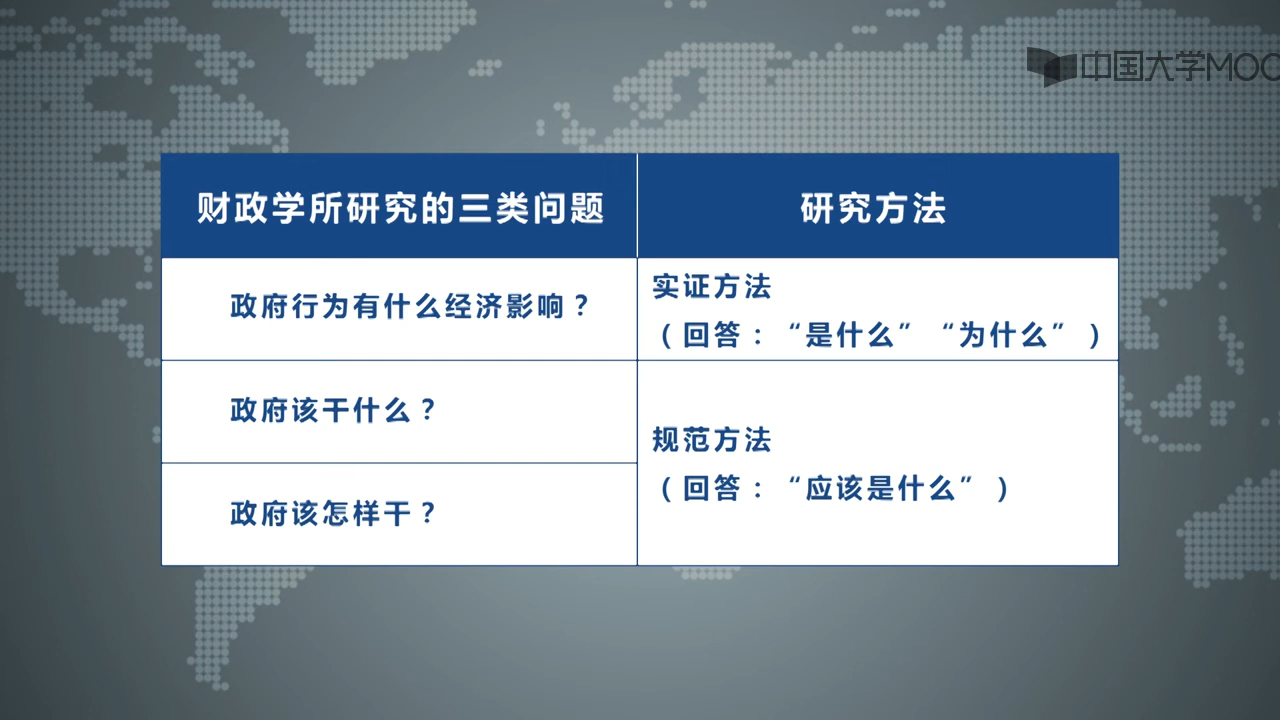 中国大学MOO
财政学所研究的三类问题
研究方法
政府行为有什么经济影响？
实证方法
（回答：“是什么”“为什么”）
政府该干什么？
规范方法
（回答：“应该是什么”）
政府该怎样干？